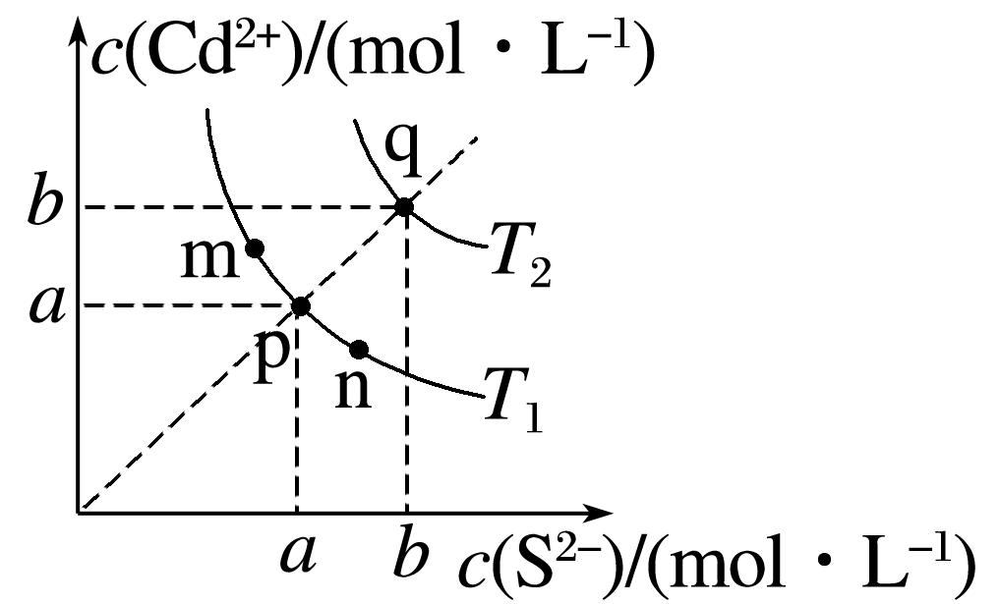 c(Cd²⁺)/(mol · L⁻¹)
q
b
m
T₂
a
p
n
T₁
a
b
c(S²⁻)/(mol · L⁻¹)